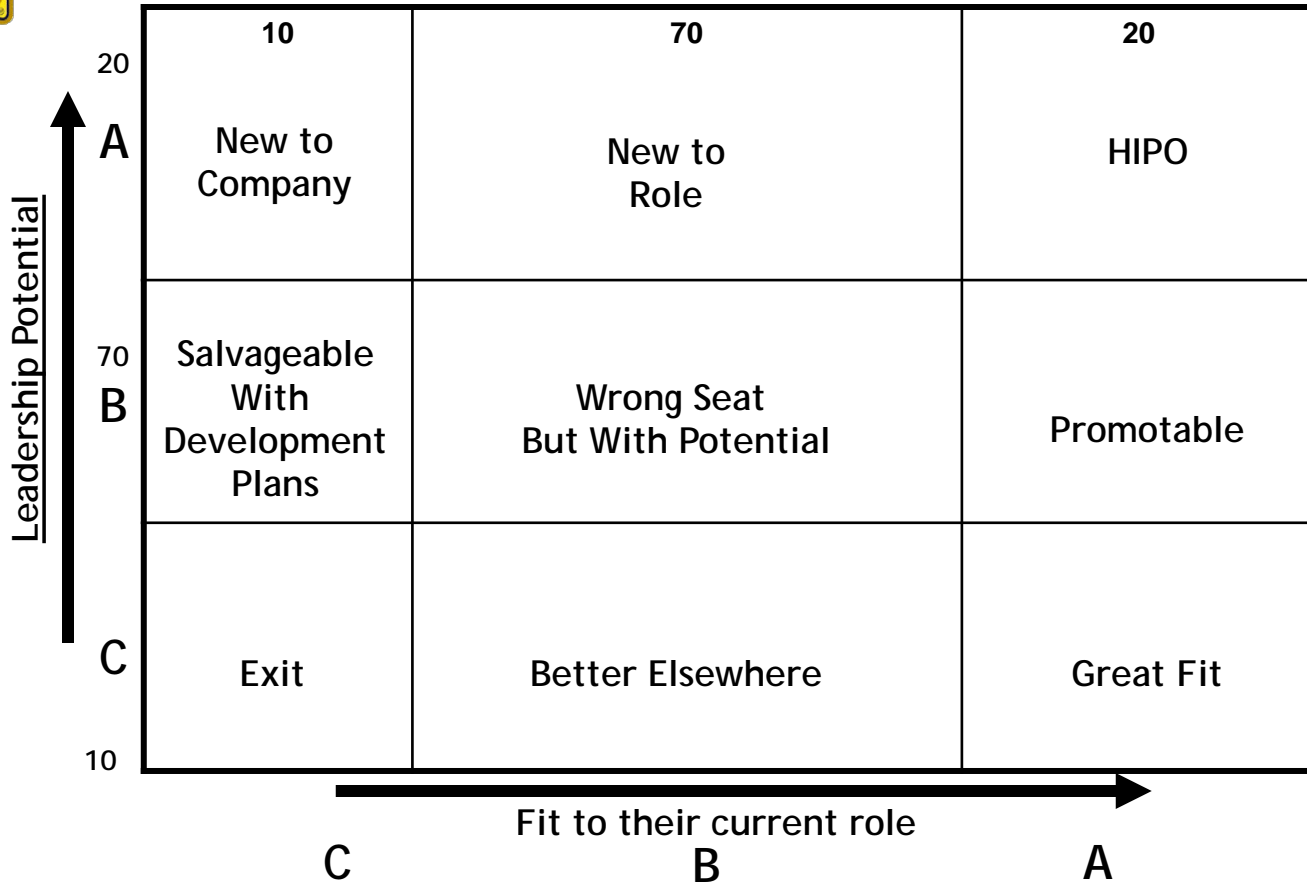 10
70
20
20
A
New to
Company
New to
Role
HIPO
Leadership Potential
70
B
Salvageable
With
Development
Plans
Wrong Seat
But With Potential
Promotable
C
Exit
Better Elsewhere
Great Fit
10
Fit to their current role
C
B
A